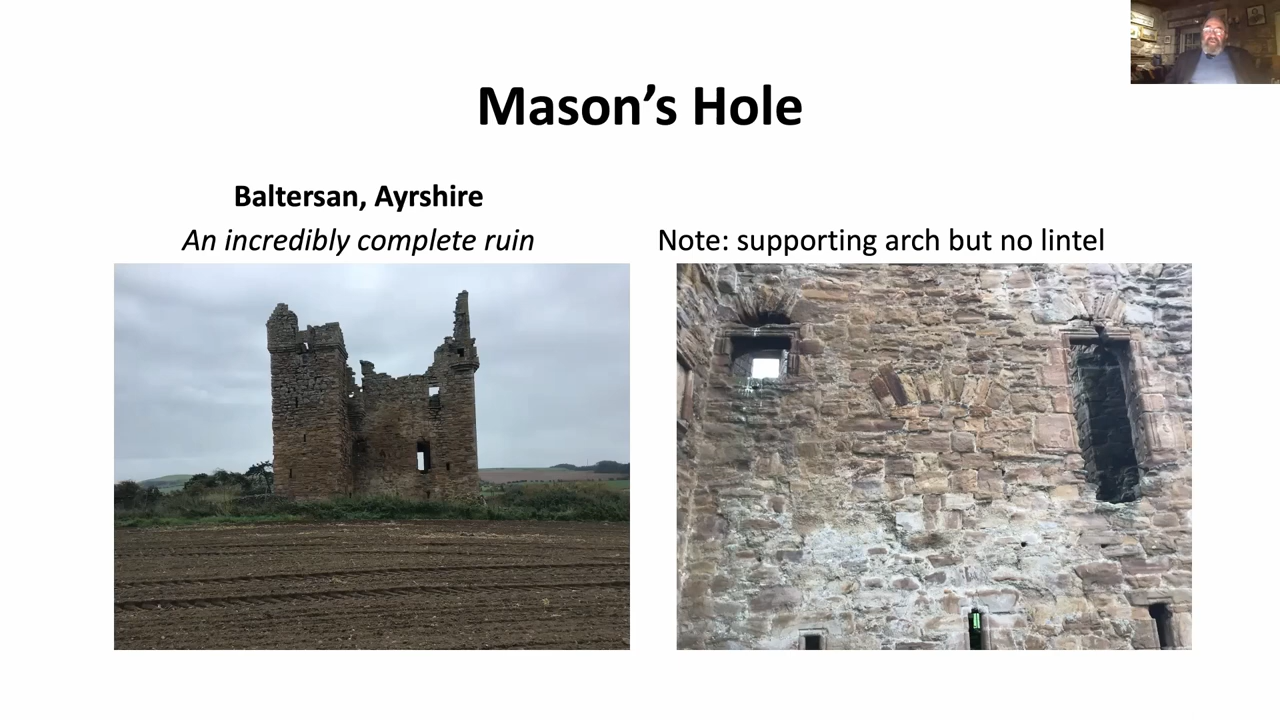 Mason’s Hole
Baltersan, Ayrshire
An incredibly complete ruin
Note: supporting arch but no lintel